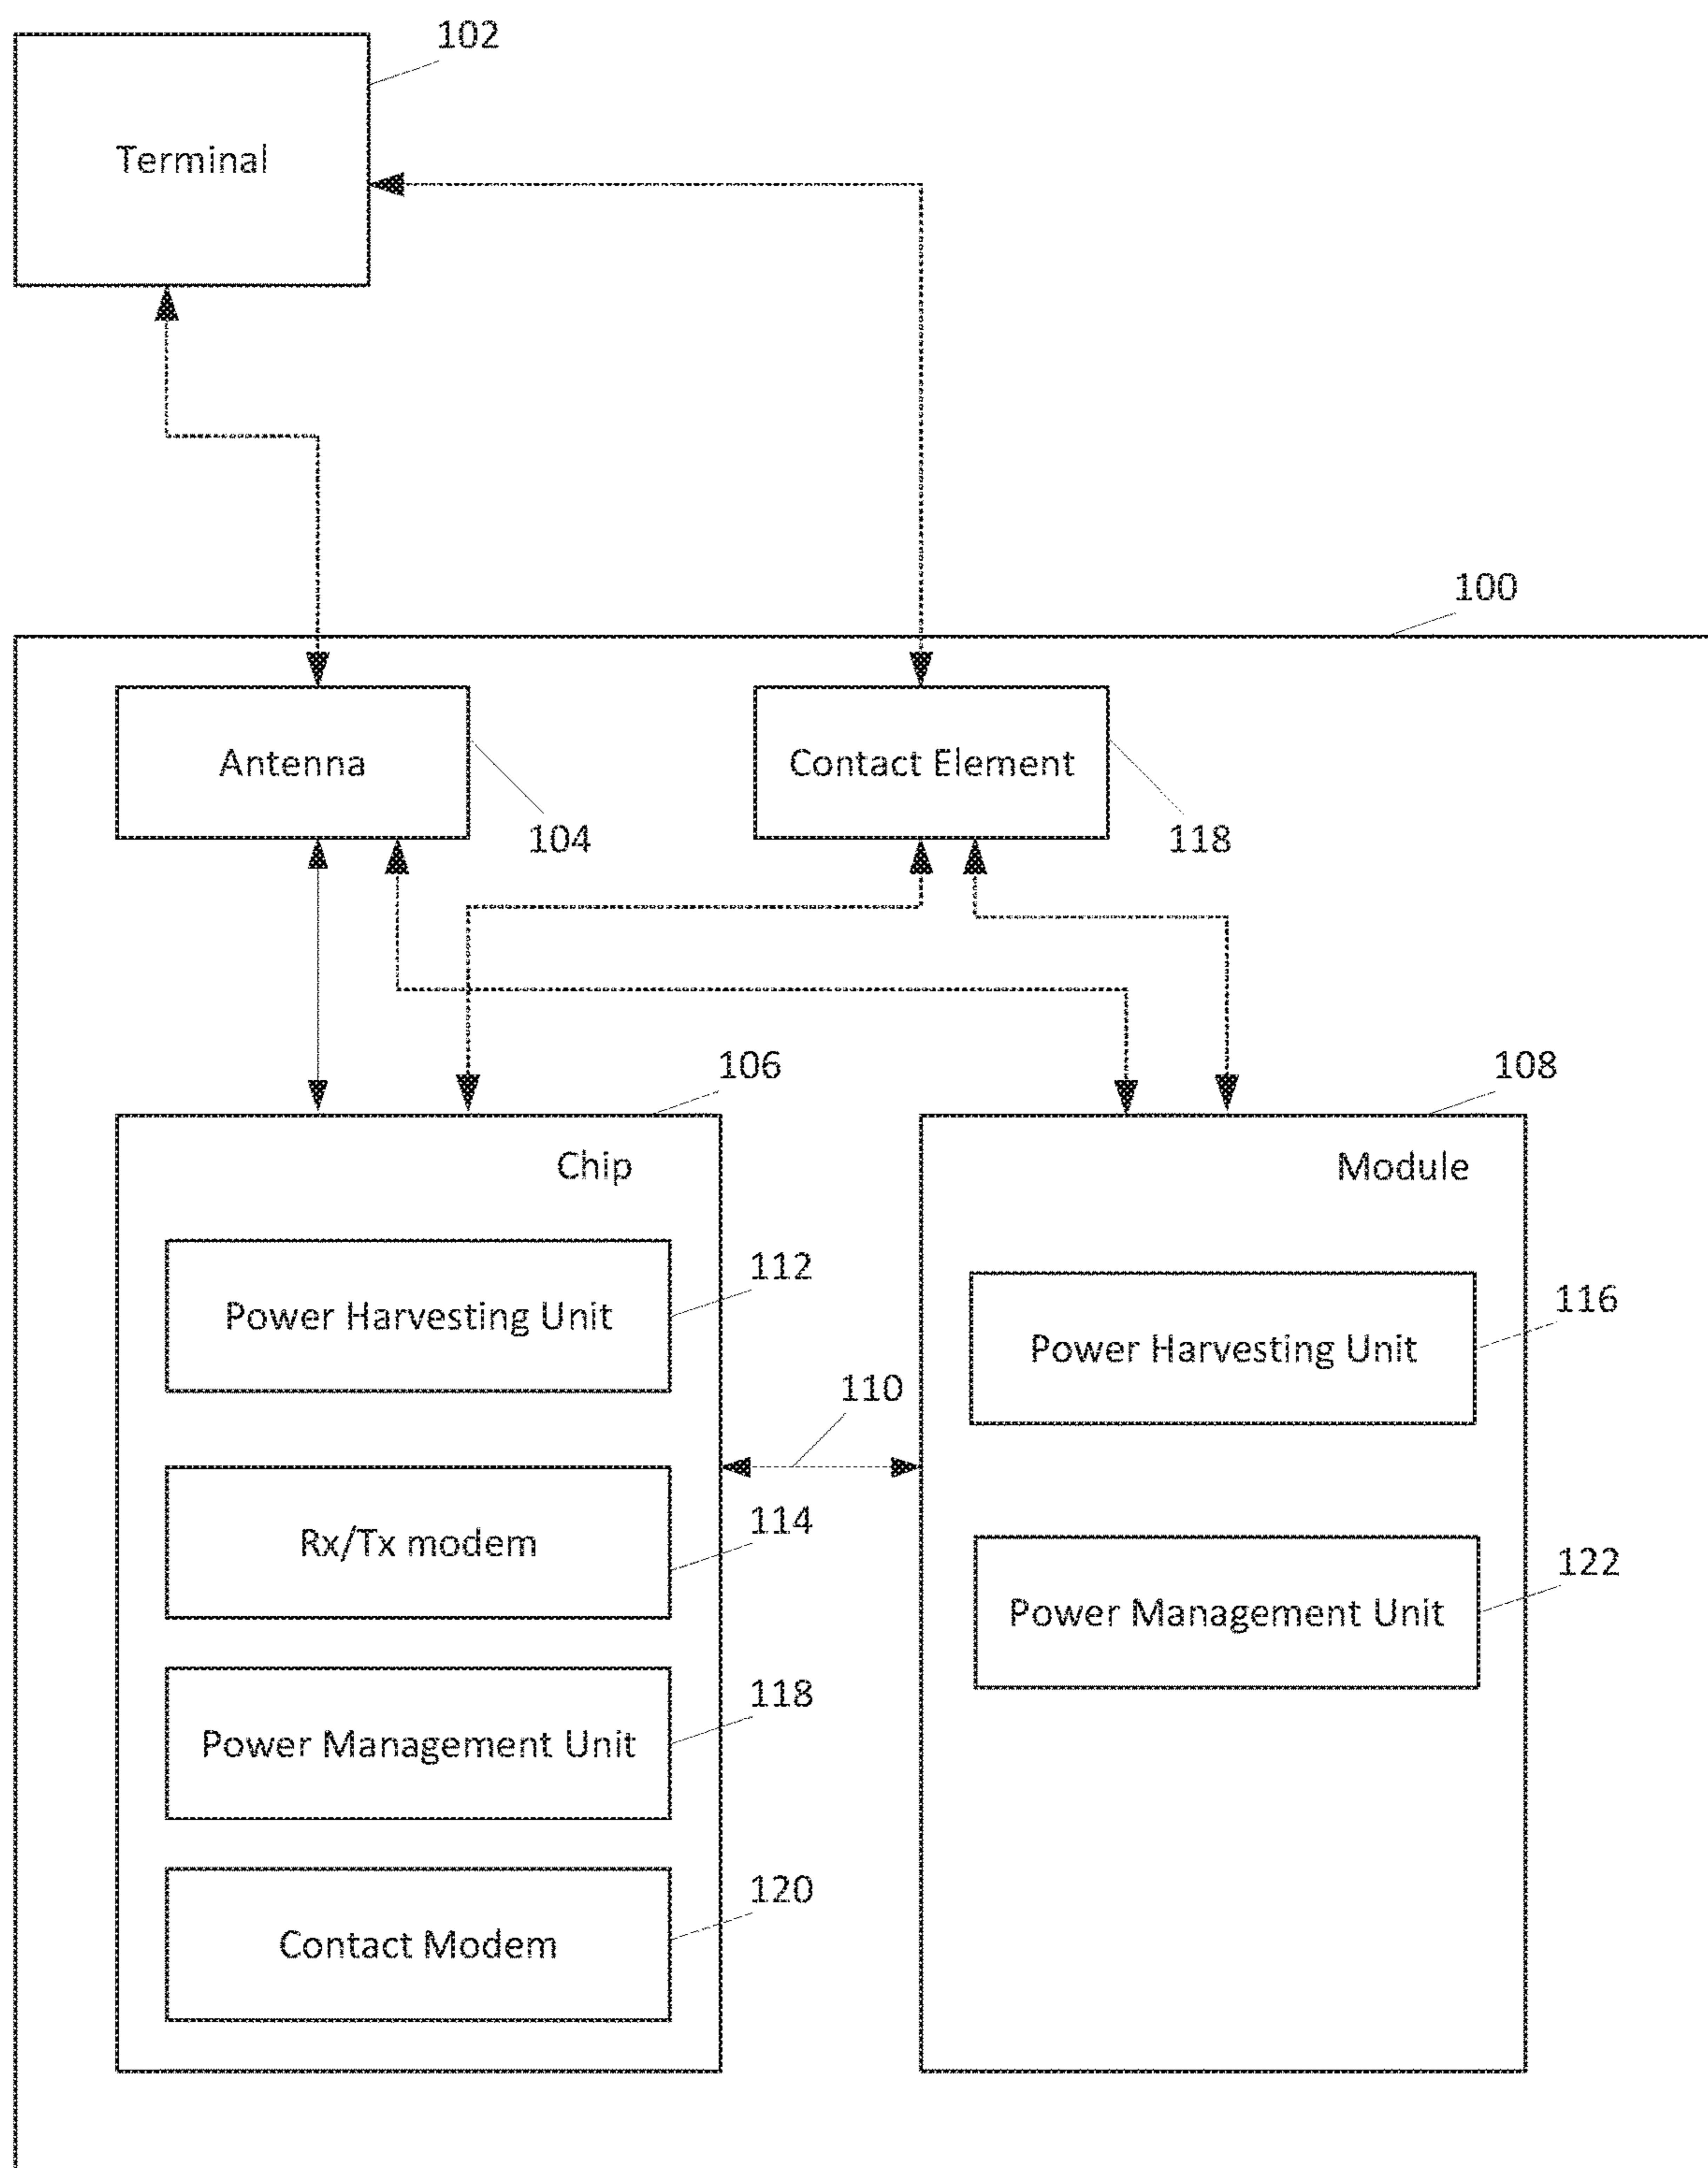 102
Terminal
100
Antenna
Contact Element
104
118
106
108
Chip
Module
112
Power Harvesting Unit
116
Power Harvesting Unit
110
114
Rx/Tx modem
122
Power Management Unit
118
Power Management Unit
120
Contact Modem